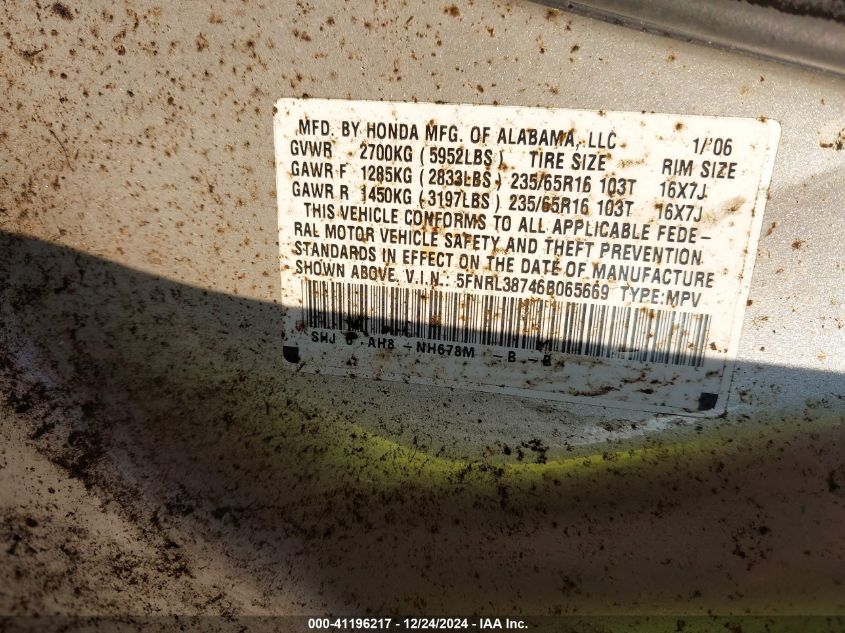 MFD. BY HONDA MFG. OF ALABAMA, LLC 1/'06
GVWR 2700KG (5952LBS) TIRE SIZE RIM SIZE
GAWR F 1285KG (2833LBS) 235/65R16 103T 16X7J
GAWR R 1450KG (3197LBS) 235/65R16 103T 16X7J
THIS VEHICLE CONFORMS TO ALL APPLICABLE FEDE-
RAL MOTOR VEHICLE SAFETY AND THEFT PREVENTION
STANDARDS IN EFFECT ON THE DATE OF MANUFACTURE
SHOWN ABOVE. V.I.N.: 5FNRL38746B065669 TYPE:MPV
SHJ 6 AH8 -NH678M -B -B
000-41196217 - 12/24/2024 - IAA Inc.